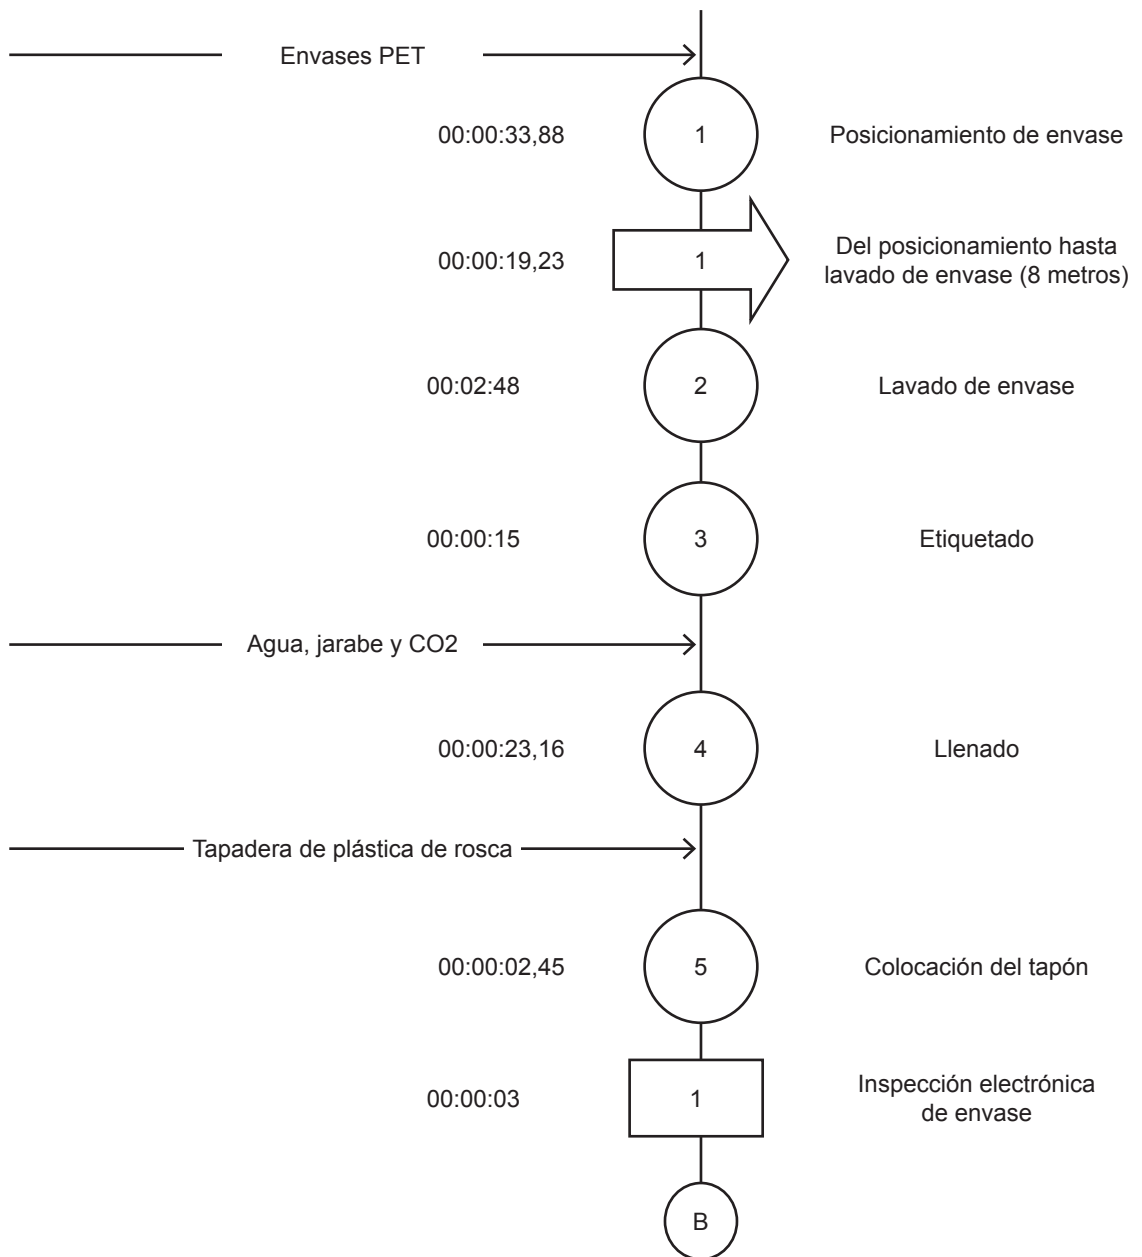 Envases PET
00:00:33,88
1
Posicionamiento de envase
00:00:19,23
1
Del posicionamiento hasta
lavado de envase (8 metros)
00:02:48
2
Lavado de envase
00:00:15
3
Etiquetado
Agua, jarabe y CO2
00:00:23,16
4
Llenado
Tapadera de plástica de rosca
00:00:02,45
5
Colocación del tapón
00:00:03
1
Inspección electrónica
de envase
B